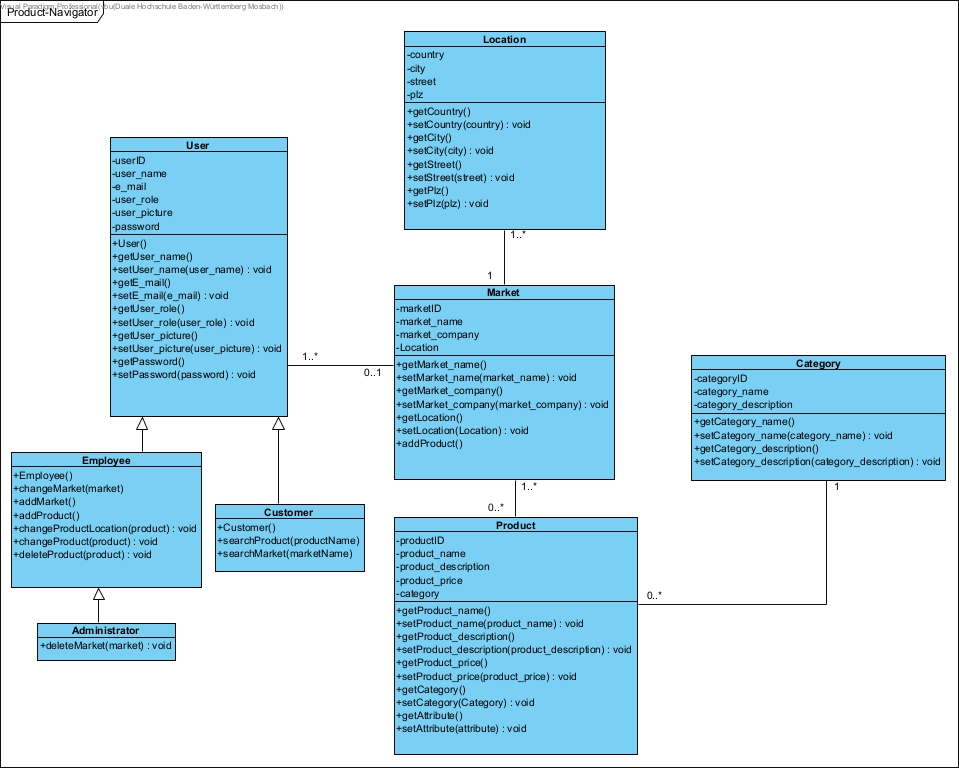 Visual Paradigm Professional(you(Duale Hochschule Baden-Württemberg Mosbach))
Product-Navigator
Location
-country
-city
-street
-plz
+getCountry()
+setCountry(country) : void
+getCity()
+setCity(city) : void
+getStreet()
+setStreet(street) : void
+getPlz()
+setPlz(plz) : void
1..*
1
User
-userID
-user_name
-e_mail
-user_role
-user_picture
-password
+User()
+getUser_name()
+setUser_name(user_name) : void
+getE_mail()
+setE_mail(e_mail) : void
+getUser_role()
+setUser_role(user_role) : void
+getUser_picture()
+setUser_picture(user_picture) : void
+getPassword()
+setPassword(password) : void
1..*
0..1
Market
-marketID
-market_name
-market_company
-Location
+getMarket_name()
+setMarket_name(market_name) : void
+getMarket_company()
+setMarket_company(market_company) : void
+getLocation()
+setLocation(Location) : void
+addProduct()
1..*
0..*
Category
-categoryID
-category_name
-category_description
+getCategory_name()
+setCategory_name(category_name) : void
+getCategory_description()
+setCategory_description(category_description) : void
1
0..*
Employee
+Employee()
+changeMarket(market)
+addMarket()
+addProduct()
+changeProductLocation(product) : void
+changeProduct(product) : void
+deleteProduct(product) : void
Customer
+Customer()
+searchProduct(productName)
+searchMarket(marketName)
Administrator
+deleteMarket(market) : void
Product
-productID
-product_name
-product_description
-product_price
-category
+getProduct_name()
+setProduct_name(product_name) : void
+getProduct_description()
+setProduct_description(product_description) : void
+getProduct_price()
+setProduct_price(product_price) : void
+getCategory()
+setCategory(Category) : void
+getAttribute()
+setAttribute(attribute) : void